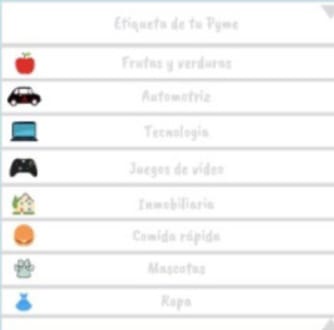 Etiqueta de tu Pyme
Frutas y verduras
Automotriz
Tecnología
Juegos de video
Inmobiliaria
Comida rápida
Mascotas
Ropa